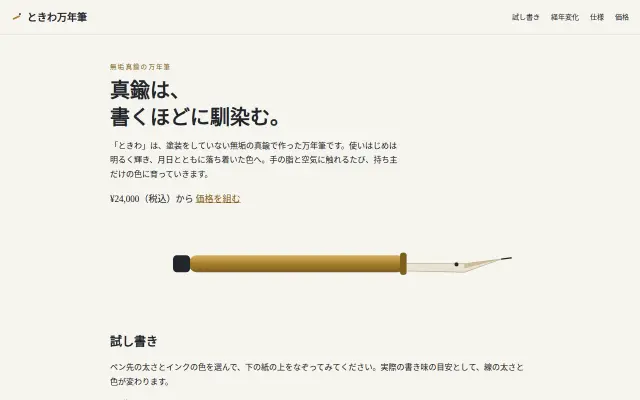 ときわ万年筆
試し書き 経年変化 仕様 価格
無垢真鍮の万年筆
真鍮は、
書くほどに馴染む。
「ときわ」は、塗装をしていない無垢の真鍮で作った万年筆です。使いはじめは
明るく輝き、月日とともに落ち着いた色へ。手の脂と空気に触れるたび、持ち主
だけの色に育っていきます。
¥24,000（税込）から 価格を組む
試し書き
ペン先の太さとインクの色を選んで、下の紙の上をなぞってみてください。実際の書き味の目安として、線の太さと
色が変わります。